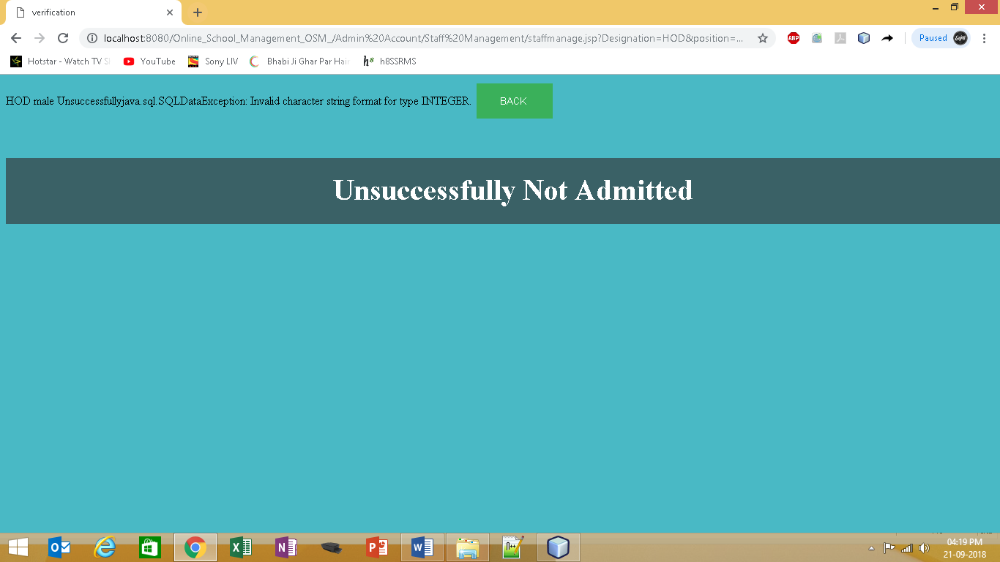 verification
localhost:8080/Online_School_Management_OSM_/Admin%20Account/Staff%20Management/staffmanage.jsp?Designation=HOD&position=...
ABP
Paused
Hotstar - Watch TV
YouTube
Sony LIV
Bhabi Ji Ghar Par Hai
h8 h8SSRMS
HOD male Unsuccessfullyjava.sql.SQLDataException: Invalid character string format for type INTEGER.
BACK
Unsuccessfully Not Admitted
04:19 PM
21-09-2018